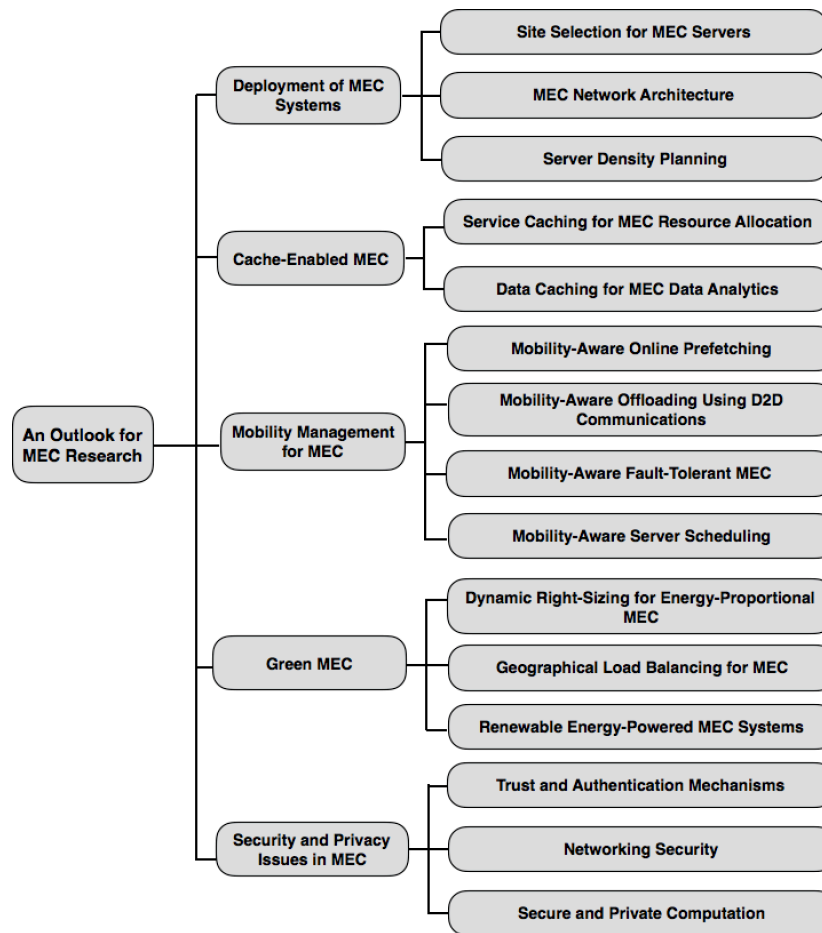 An Outlook for
MEC Research
Deployment of MEC
Systems
Site Selection for MEC Servers
MEC Network Architecture
Server Density Planning
Cache-Enabled MEC
Service Caching for MEC Resource Allocation
Data Caching for MEC Data Analytics
Mobility Management
for MEC
Mobility-Aware Online Prefetching
Mobility-Aware Offloading Using D2D
Communications
Mobility-Aware Fault-Tolerant MEC
Mobility-Aware Server Scheduling
Green MEC
Dynamic Right-Sizing for Energy-Proportional
MEC
Geographical Load Balancing for MEC
Renewable Energy-Powered MEC Systems
Security and Privacy
Issues in MEC
Trust and Authentication Mechanisms
Networking Security
Secure and Private Computation